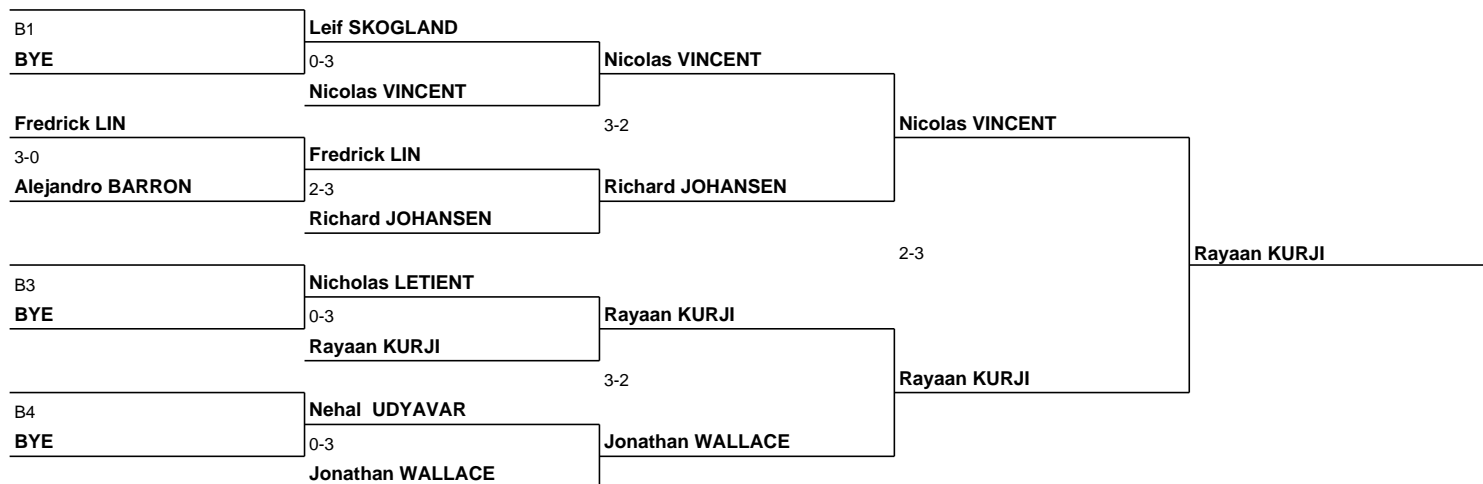 B1
BYE
Leif SKOGLAND
0-3
Nicolas VINCENT
Nicolas VINCENT
3-2
Nicolas VINCENT
Fredrick LIN
3-0
Alejandro BARRON
Fredrick LIN
2-3
Richard JOHANSEN
Richard JOHANSEN
2-3
Rayaan KURJI
B3
BYE
Nicholas LETIENT
0-3
Rayaan KURJI
Rayaan KURJI
3-2
Rayaan KURJI
B4
BYE
Nehal UDYAVAR
0-3
Jonathan WALLACE
Jonathan WALLACE